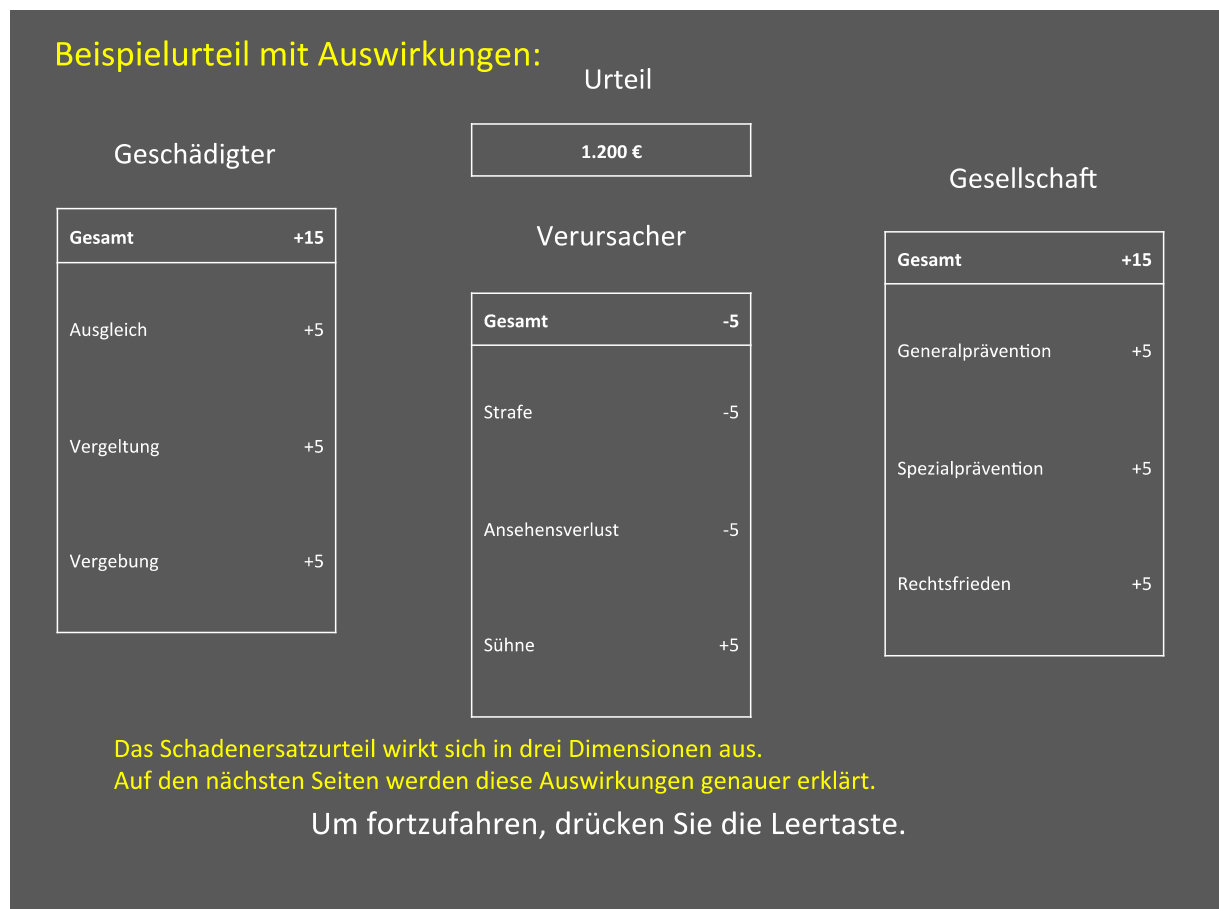 Beispielurteil mit Auswirkungen:
Urteil
1.200 €
Geschädigter
Gesamt +15
Ausgleich +5
Vergeltung +5
Vergebung +5
Verursacher
Gesamt -5
Strafe -5
Ansehensverlust -5
Sühne +5
Gesellschaft
Gesamt +15
Generalprävention +5
Spezialprävention +5
Rechtsfrieden +5
Das Schadenersatzurteil wirkt sich in drei Dimensionen aus.
Auf den nächsten Seiten werden diese Auswirkungen genauer erklärt.
Um fortzufahren, drücken Sie die Leertaste.